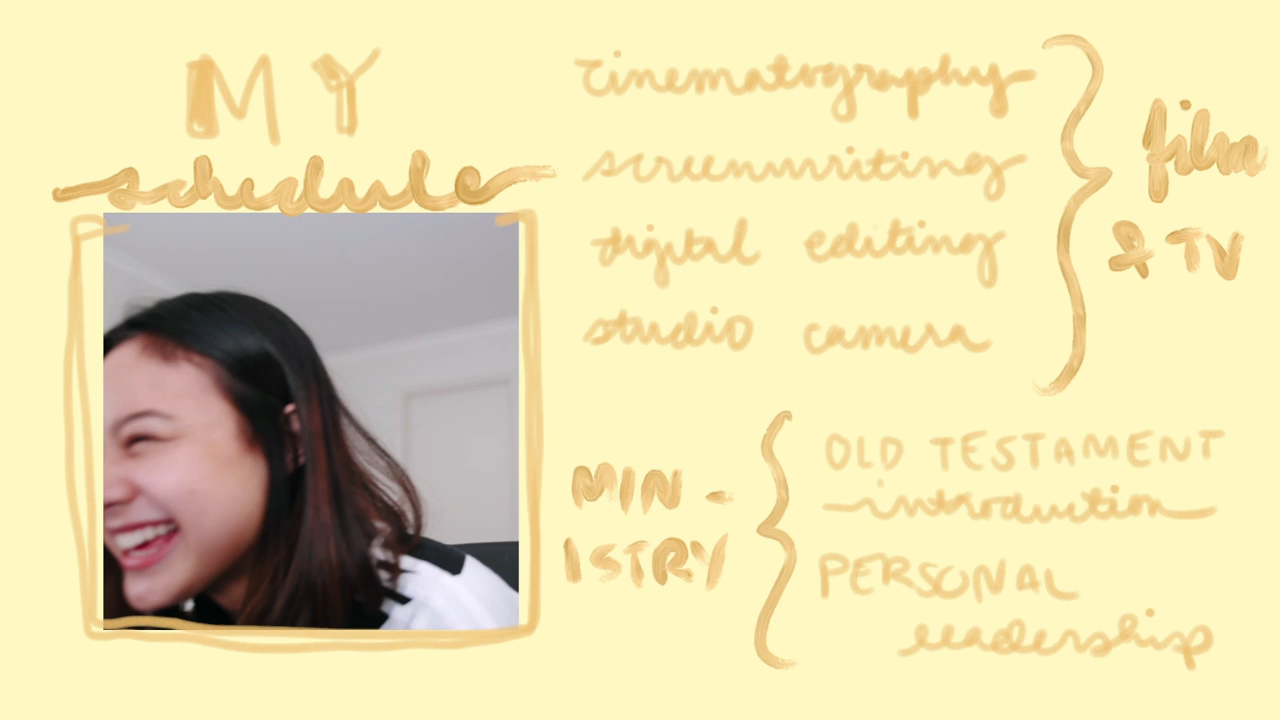 MY
schedule
cinematography
screenwriting
digital editing
studio camera
film
& TV
MIN-
ISTRY
OLD TESTAMENT
introduction
PERSONAL
leadership